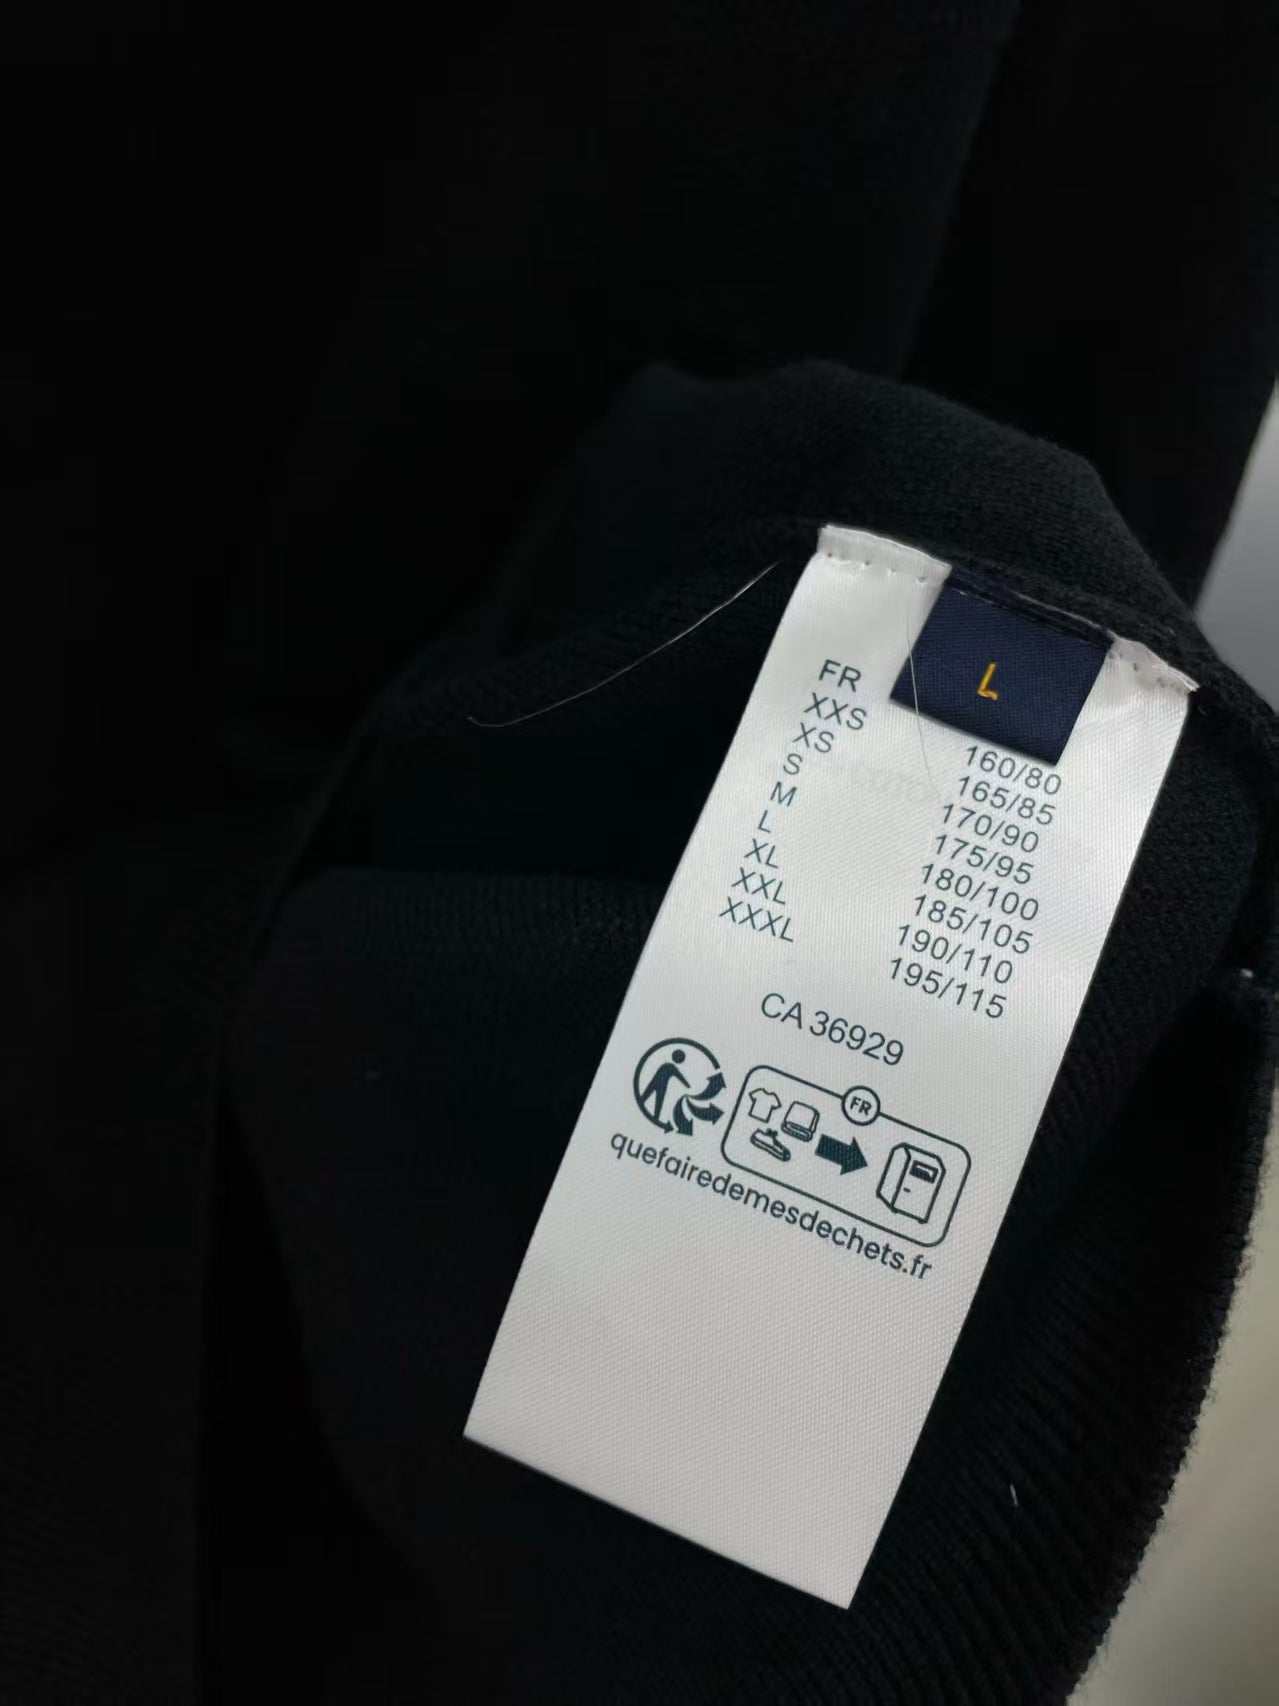 L
FR
XXS 160/80
XS 165/85
S 170/90
M 175/95
L 180/100
XL 185/105
XXL 190/110
XXXL 195/115
CA 36929
FR
quefairedemesdechets.fr